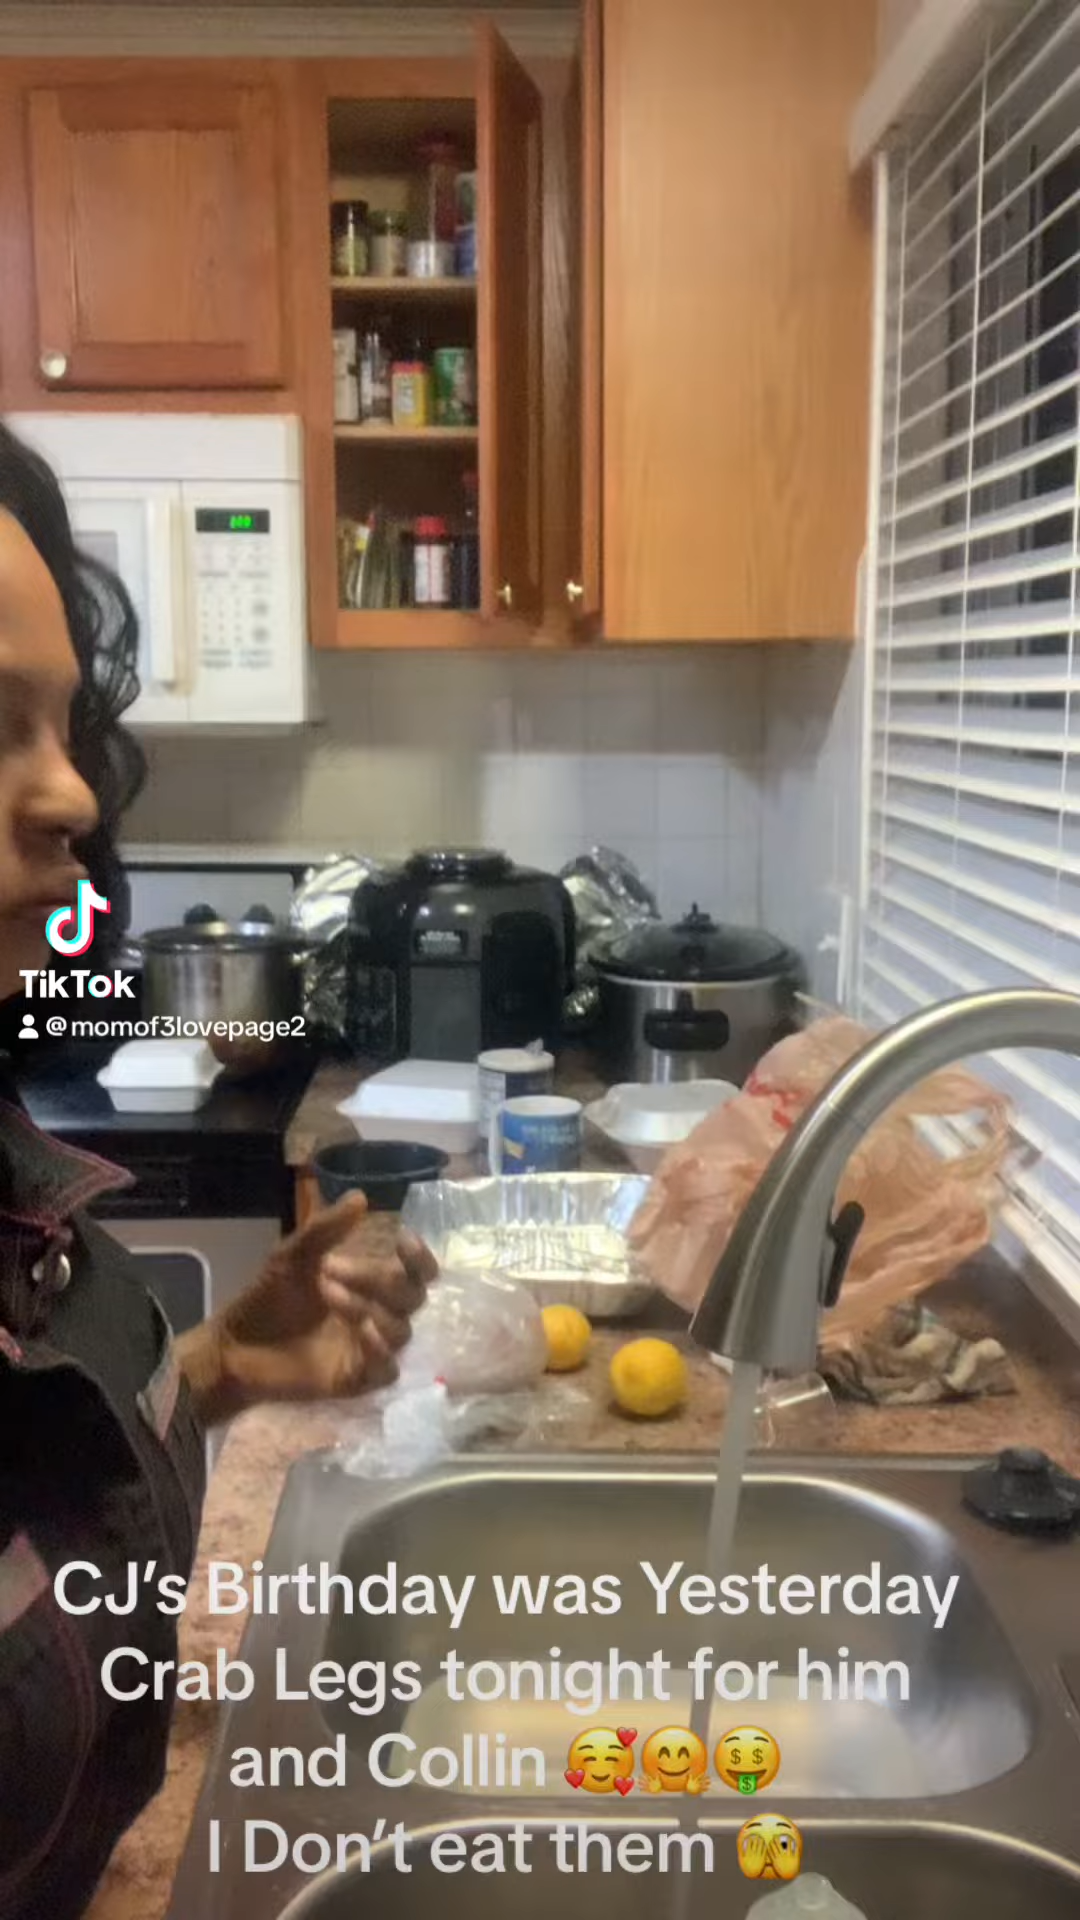 TikTok
@momof3lovepage2
CJ's Birthday was Yesterday
Crab Legs tonight for him
and Collin 🥰🤗🤑
I Don't eat them 🫣